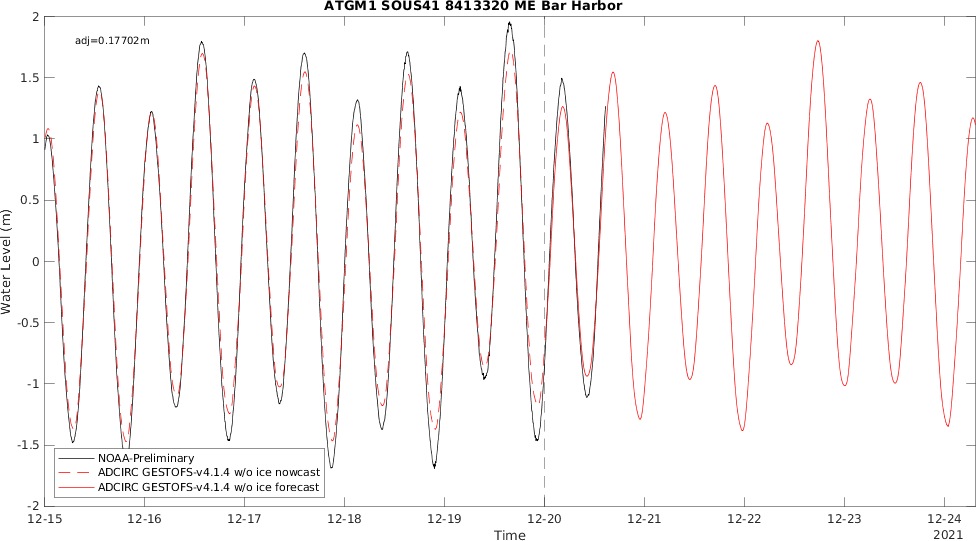 ATGM1 SOUS41 8413320 ME Bar Harbor
adj=0.17702m
2
1.5
1
0.5
0
-0.5
-1
-1.5
-2
Water Level (m)
NOAA-Preliminary
ADCIRC GESTOFS-v4.1.4 w/o ice nowcast
ADCIRC GESTOFS-v4.1.4 w/o ice forecast
12-15 12-16 12-17 12-18 12-19 12-20 12-21 12-22 12-23 12-24
2021
Time